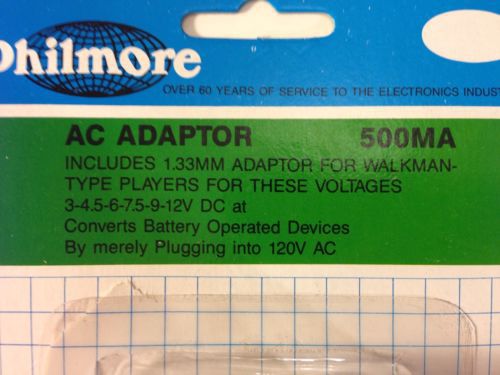 Philmore
OVER 60 YEARS OF SERVICE TO THE ELECTRONICS INDUST
AC ADAPTOR 500MA
INCLUDES 1.33MM ADAPTOR FOR WALKMAN-
TYPE PLAYERS FOR THESE VOLTAGES
3-4.5-6-7.5-9-12V DC at
Converts Battery Operated Devices
By merely Plugging into 120V AC